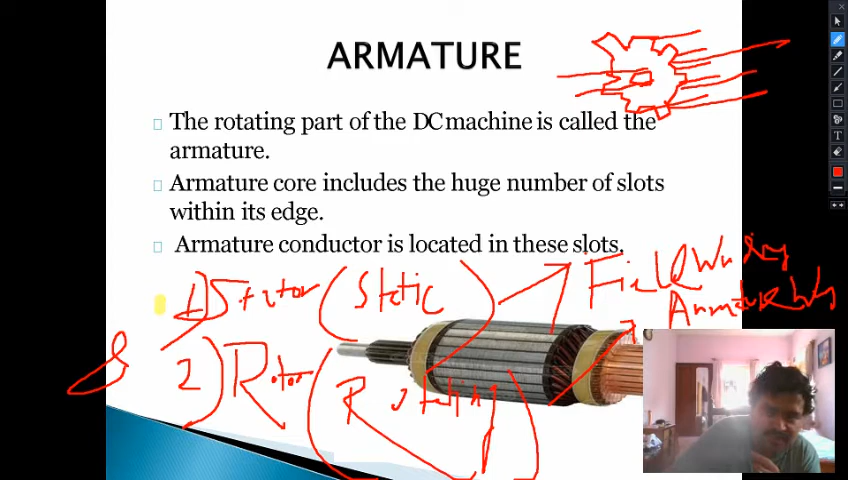 ARMATURE
The rotating part of the DC machine is called the
armature.
Armature core includes the huge number of slots
within its edge.
Armature conductor is located in these slots.
1) Stator (Static)
Field Winding
Armature
2) Rotor (Rotating)
T